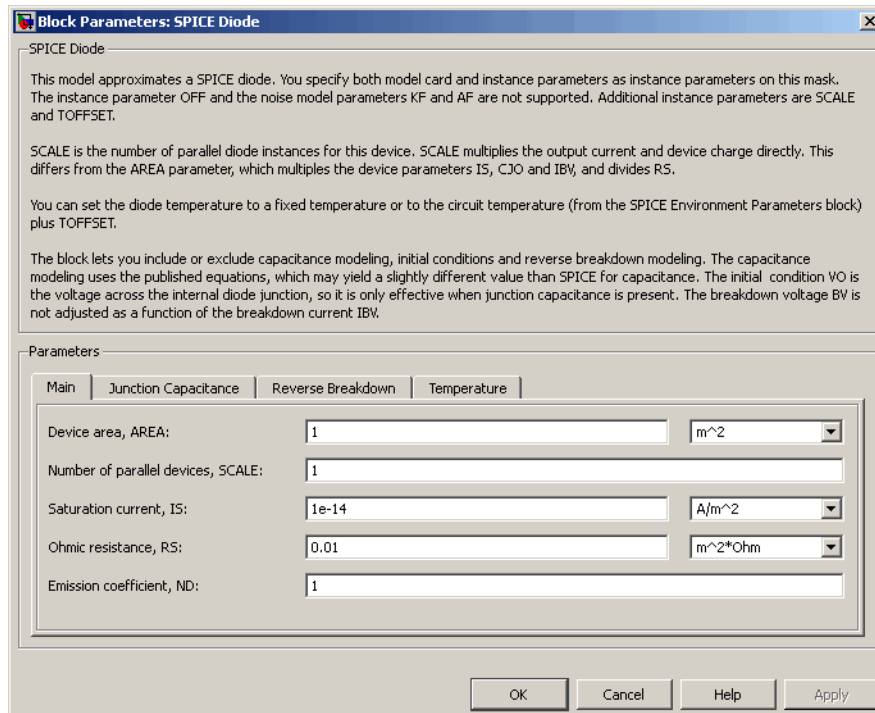 Block Parameters: SPICE Diode
SPICE Diode
This model approximates a SPICE diode. You specify both model card and instance parameters as instance parameters on this mask.
The instance parameter OFF and the noise model parameters KF and AF are not supported. Additional instance parameters are SCALE
and TOFFSET.
SCALE is the number of parallel diode instances for this device. SCALE multiplies the output current and device charge directly. This
differs from the AREA parameter, which multiples the device parameters IS, CJO and IBV, and divides RS.
You can set the diode temperature to a fixed temperature or to the circuit temperature (from the SPICE Environment Parameters block)
plus TOFFSET.
The block lets you include or exclude capacitance modeling, initial conditions and reverse breakdown modeling. The capacitance
modeling uses the published equations, which may yield a slightly different value than SPICE for capacitance. The initial condition VO is
the voltage across the internal diode junction, so it is only effective when junction capacitance is present. The breakdown voltage BV is
not adjusted as a function of the breakdown current IBV.
Parameters
Main Junction Capacitance Reverse Breakdown Temperature
Device area, AREA: 1 m^2
Number of parallel devices, SCALE: 1
Saturation current, IS: 1e-14 A/m^2
Ohmic resistance, RS: 0.01 m^2*Ohm
Emission coefficient, ND: 1
OK Cancel Help Apply